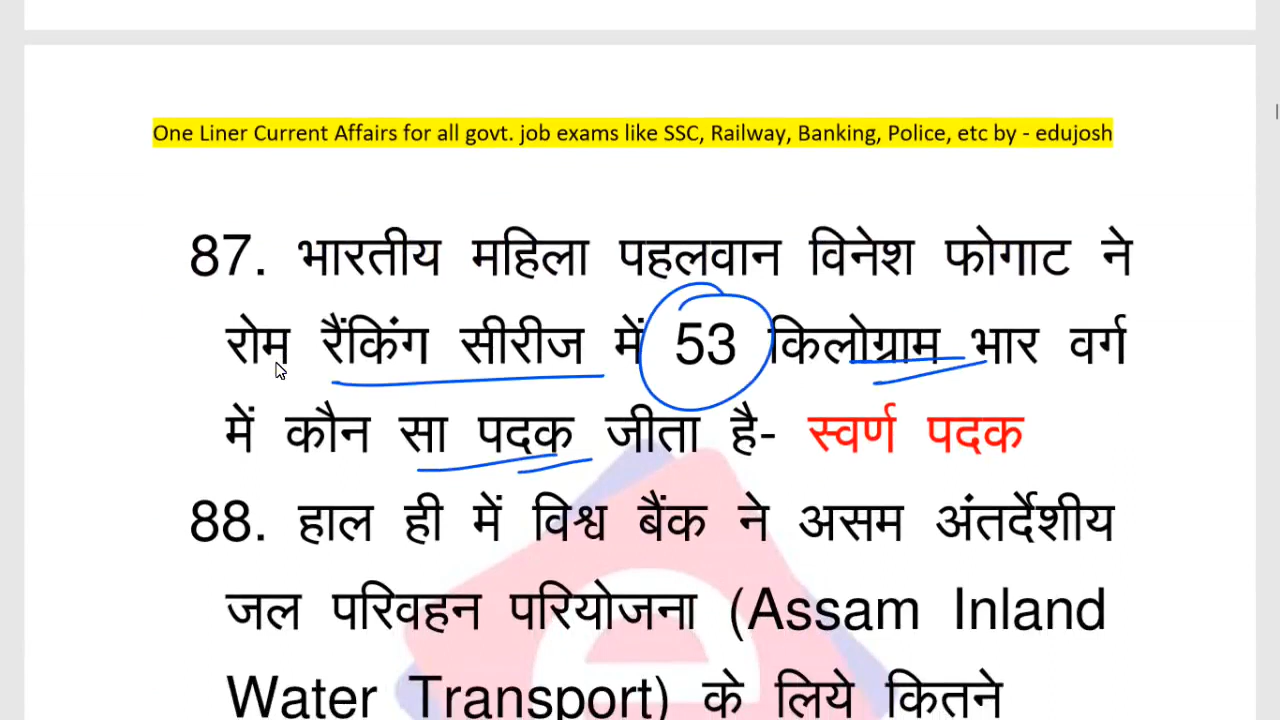 One Liner Current Affairs for all govt. job exams like SSC, Railway, Banking, Police, etc by - edujosh
87. भारतीय महिला पहलवान विनेश फोगाट ने
रोम रैंकिंग सीरीज में 53 किलोग्राम भार वर्ग
में कौन सा पदक जीता है- स्वर्ण पदक
88. हाल ही में विश्व बैंक ने असम अंतर्देशीय
जल परिवहन परियोजना (Assam Inland
Water Transport) के लिये कितने